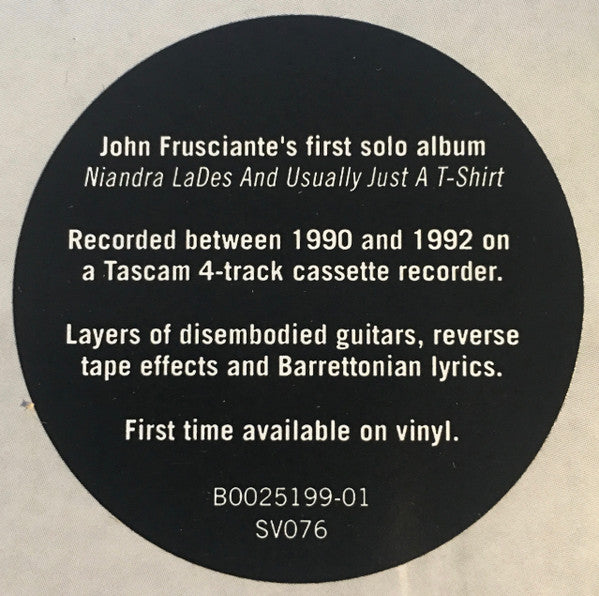 John Frusciante's first solo album
Niandra LaDes And Usually Just A T-Shirt
Recorded between 1990 and 1992 on
a Tascam 4-track cassette recorder.
Layers of disembodied guitars, reverse
tape effects and Barrettonian lyrics.
First time available on vinyl.
B0025199-01
SV076